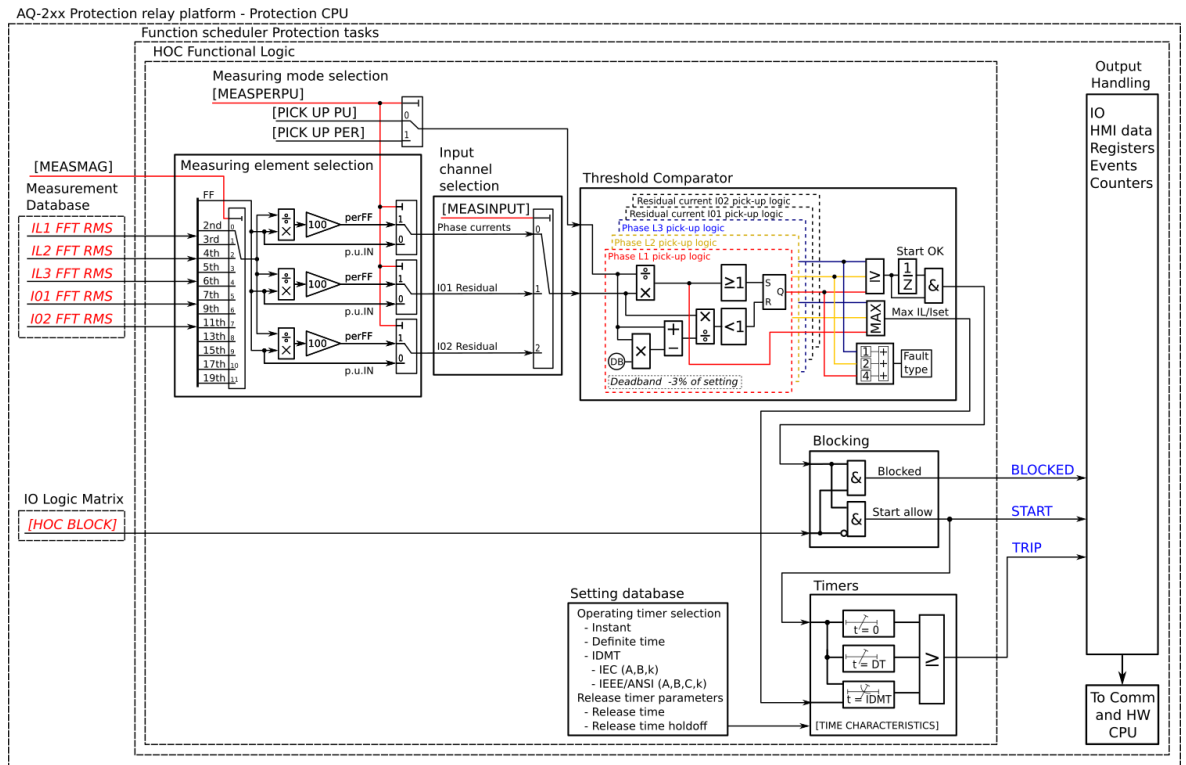 AQ-2xx Protection relay platform - Protection CPU
Function scheduler Protection tasks
HOC Functional Logic
Measuring mode selection
[MEASPERPU]
[PICK UP PU]
0
[PICK UP PER]
1
[MEASMAG]
Measurement
Database
IL1 FFT RMS
IL2 FFT RMS
IL3 FFT RMS
I01 FFT RMS
I02 FFT RMS
Measuring element selection
FF
2nd
3rd
4th
5th
6th
7th
9th
11th
13th
15th
17th
19th
0
1
2
3
4
5
6
7
8
9
10
11
÷
×
100
perFF
p.u.IN
1
0
÷
×
100
perFF
p.u.IN
1
0
÷
×
100
perFF
p.u.IN
1
0
Input
channel
selection
[MEASINPUT]
Phase currents
0
I01 Residual
1
I02 Residual
2
Threshold Comparator
Residual current I02 pick-up logic
Residual current I01 pick-up logic
Phase L3 pick-up logic
Phase L2 pick-up logic
Phase L1 pick-up logic
÷
×
≥1
S
Q
R
+
−
×
÷
<1
DB
×
Deadband -3% of setting
≥
Start OK
1
Z
&
MAX
Max IL/Iset
1 +
2 +
4 +
Fault
type
Blocking
&
Blocked
&
Start allow
BLOCKED
START
TRIP
IO Logic Matrix
[HOC BLOCK]
Setting database
Operating timer selection
- Instant
- Definite time
- IDMT
- IEC (A,B,k)
- IEEE/ANSI (A,B,C,k)
Release timer parameters
- Release time
- Release time holdoff
Timers
t = 0
t = DT
t = IDMT
≥
[TIME CHARACTERISTICS]
Output
Handling
IO
HMI data
Registers
Events
Counters
To Comm
and HW
CPU